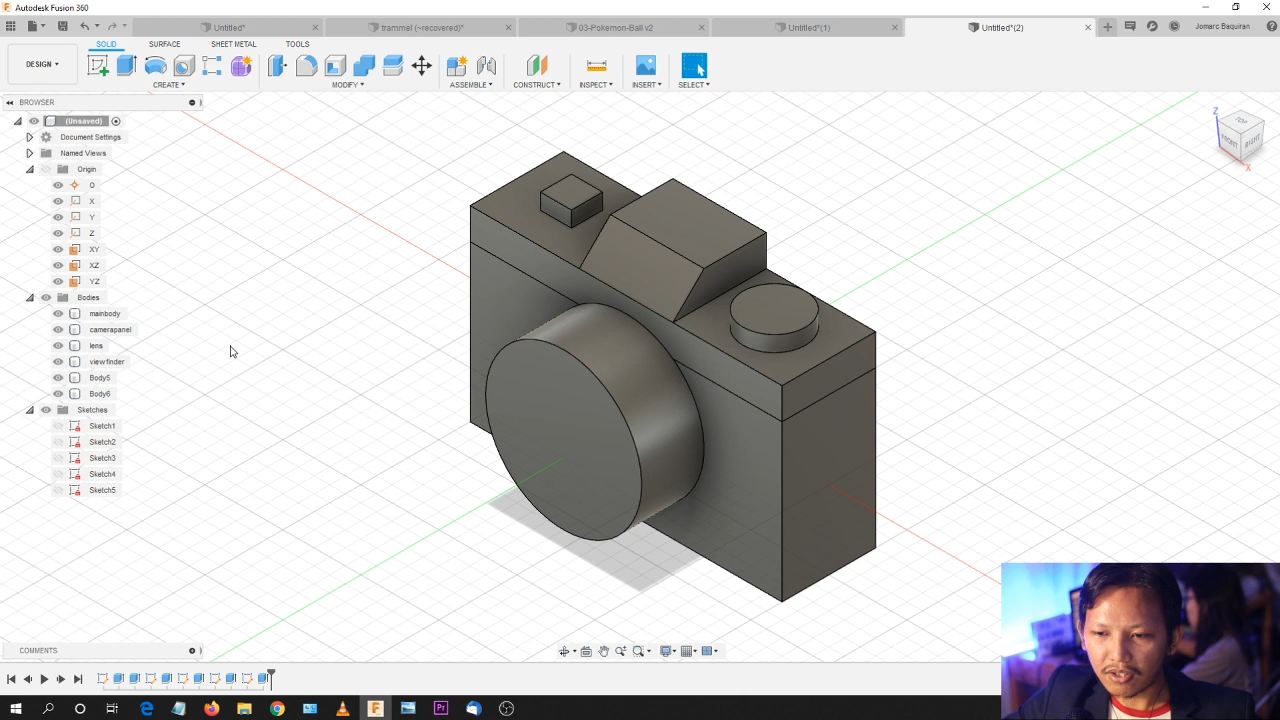 Autodesk Fusion 360
Untitled*
trammel (~recovered)*
03-Pokemon-Ball v2
Untitled*(1)
Untitled*(2)
Jomarc Baquiran
SOLID
SURFACE
SHEET METAL
TOOLS
DESIGN
CREATE
MODIFY
ASSEMBLE
CONSTRUCT
INSPECT
INSERT
SELECT
BROWSER
(Unsaved)
Document Settings
Named Views
Origin
O
X
Y
Z
XY
XZ
YZ
Bodies
mainbody
camerapanel
lens
viewfinder
Body5
Body6
Sketches
Sketch1
Sketch2
Sketch3
Sketch4
Sketch5
Z
TOP
FRONT
RIGHT
X
COMMENTS